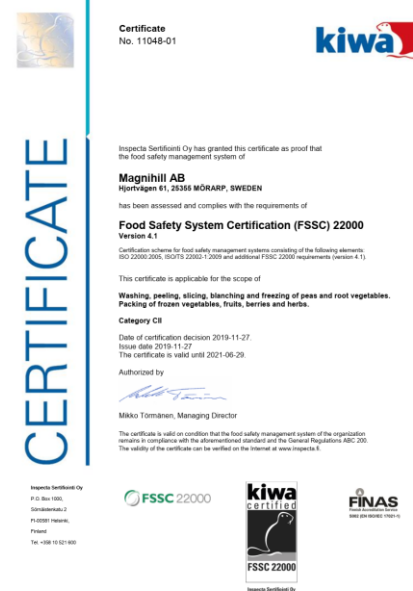 Certificate
No. 11048-01
kiwa
CERTIFICATE
Inspecta Sertifiointi Oy has granted this certificate as proof that
the food safety management system of
Magnihill AB
Hjortvägen 61, 25355 MÖRARP, SWEDEN
has been assessed and complies with the requirements of
Food Safety System Certification (FSSC) 22000
Version 4.1
Certification scheme for food safety management systems consisting of the following elements:
ISO 22000:2005, ISO/TS 22002-1:2009 and additional FSSC 22000 requirements (version 4.1).
This certificate is applicable for the scope of
Washing, peeling, slicing, blanching and freezing of peas and root vegetables.
Packing of frozen vegetables, fruits, berries and herbs.
Category CII
Date of certification decision 2019-11-27.
Issue date 2019-11-27
The certificate is valid until 2021-06-29.
Authorized by
Mikko Törmänen, Managing Director
The certificate is valid on condition that the food safety management system of the organization
remains in compliance with the aforementioned standard and the General Regulations ABC 200.
The validity of the certificate can be verified on the Internet at www.inspecta.fi.
Inspecta Sertifiointi Oy
P.O. Box 1000,
Sörnäistenkatu 2
FI-00581 Helsinki,
Finland
Tel. +358 10 521 600
FSSC 22000
kiwa
certified
FSSC 22000
Inspecta Sertifiointi Oy
FINAS
Finnish Accreditation Service
S002 (EN ISO/IEC 17021-1)